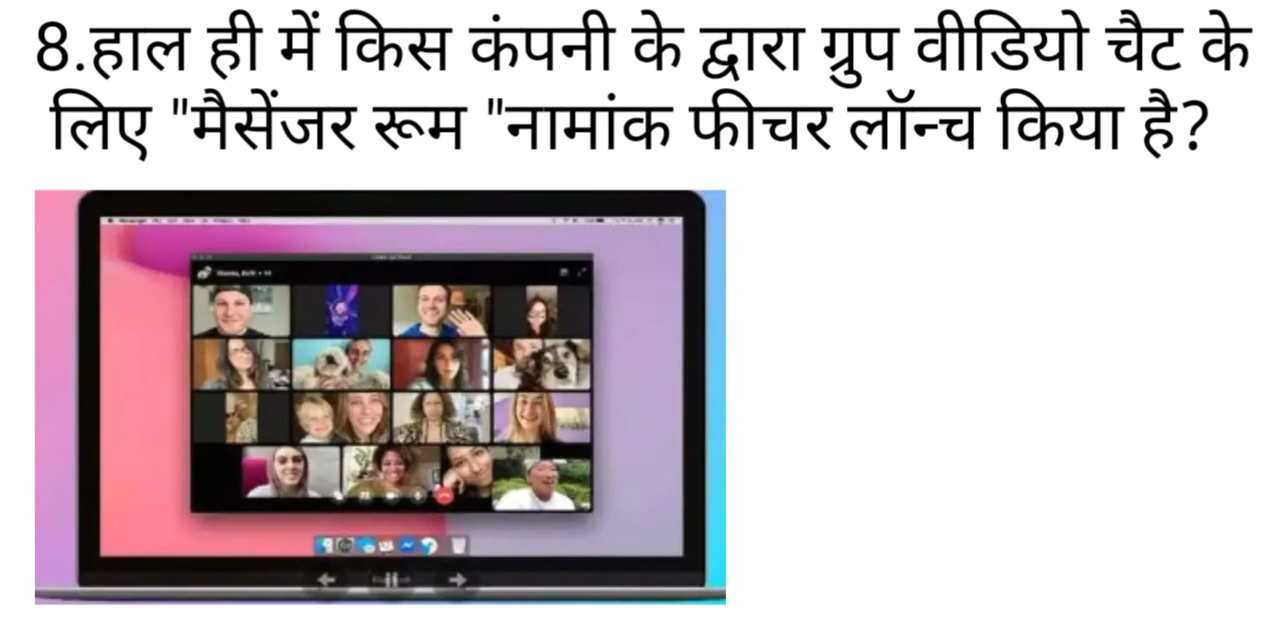 8.हाल ही में किस कंपनी के द्वारा ग्रुप वीडियो चैट के
लिए "मैसेंजर रूम "नामांक फीचर लॉन्च किया है?